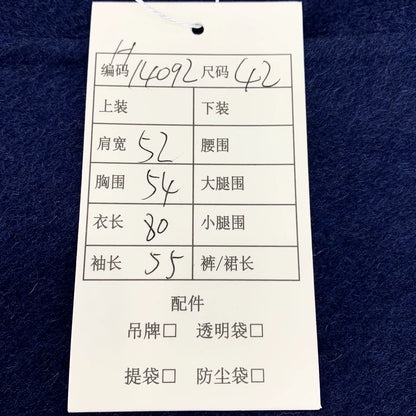 编码 H14092 尺码 42
上装 下装
肩宽 52 腰围
胸围 54 大腿围
衣长 80 小腿围
袖长 55 裤/裙长
配件
吊牌□ 透明袋□
提袋□ 防尘袋□